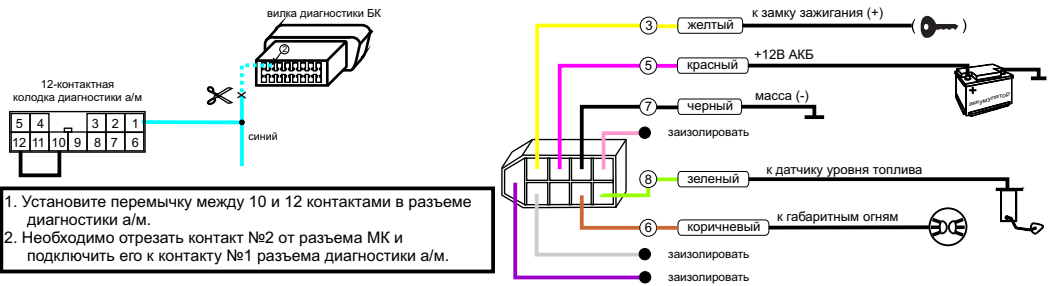 вилка диагностики БК
2
12-контактная
колодка диагностики а/м
5 4 3 2 1
12 11 10 9 8 7 6
синий
1. Установите перемычку между 10 и 12 контактами в разъеме
диагностики а/м.
2. Необходимо отрезать контакт №2 от разъема МК и
подключить его к контакту №1 разъема диагностики а/м.
3 желтый к замку зажигания (+)
5 красный +12В АКБ
аккумулятор
7 черный масса (-)
заизолировать
8 зеленый к датчику уровня топлива
6 коричневый к габаритным огням
заизолировать
заизолировать